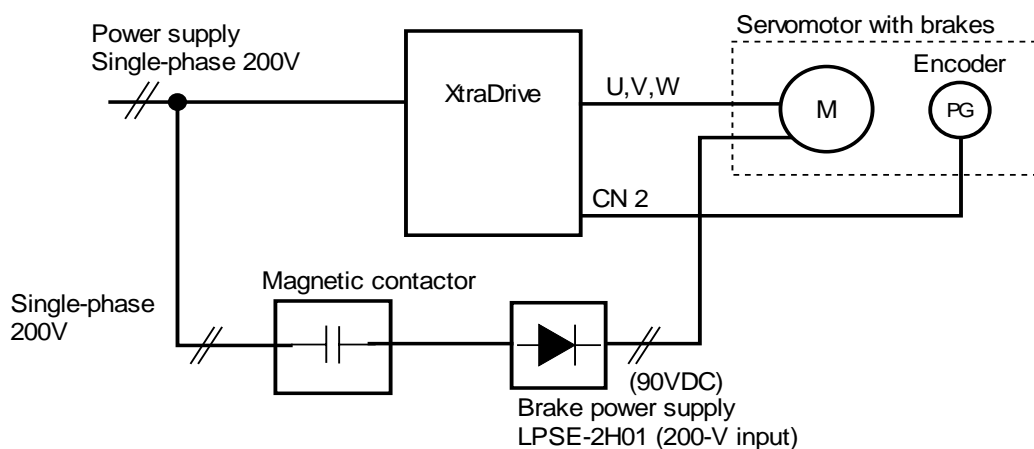 Servomotor with brakes
Power supply
Single-phase 200V
Encoder
XtraDrive
U,V,W
M
PG
CN 2
Magnetic contactor
Single-phase
200V
(90VDC)
Brake power supply
LPSE-2H01 (200-V input)